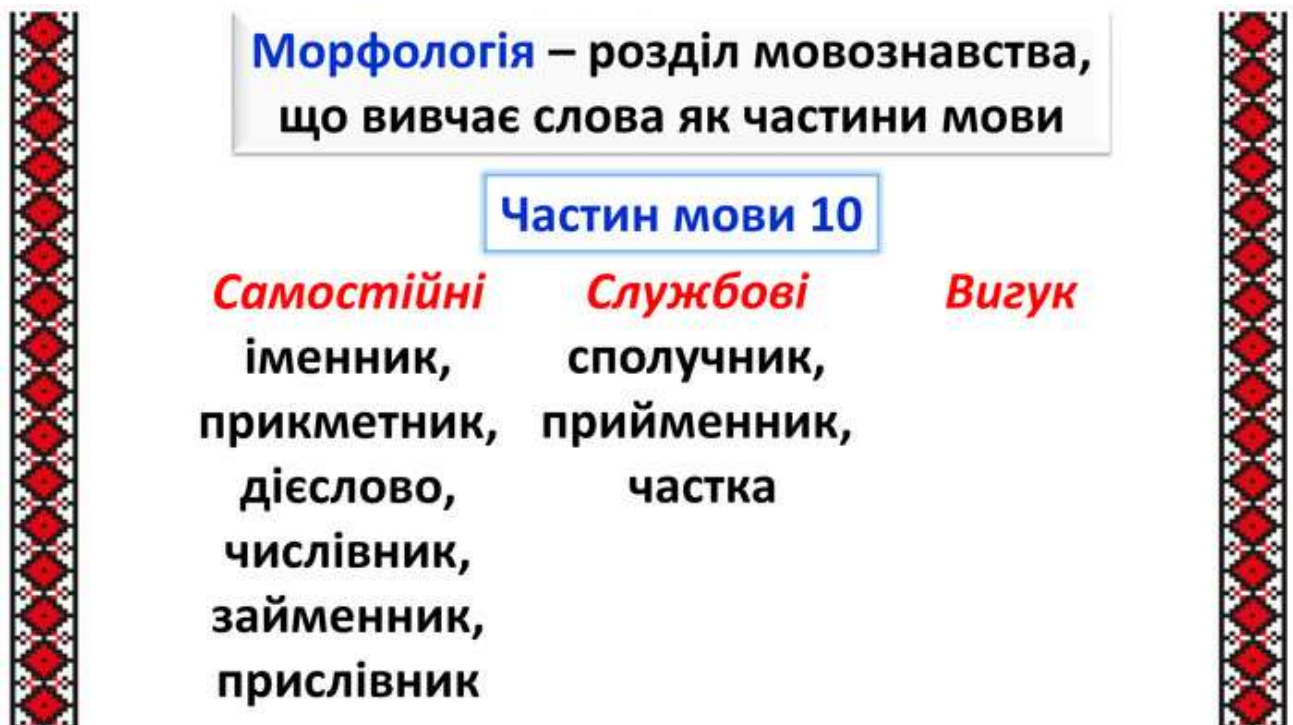 Морфологія – розділ мовознавства,
що вивчає слова як частини мови
Частин мови 10
Самостійні
іменник,
прикметник,
дієслово,
числівник,
займенник,
прислівник
Службові
сполучник,
прийменник,
частка
Вигук